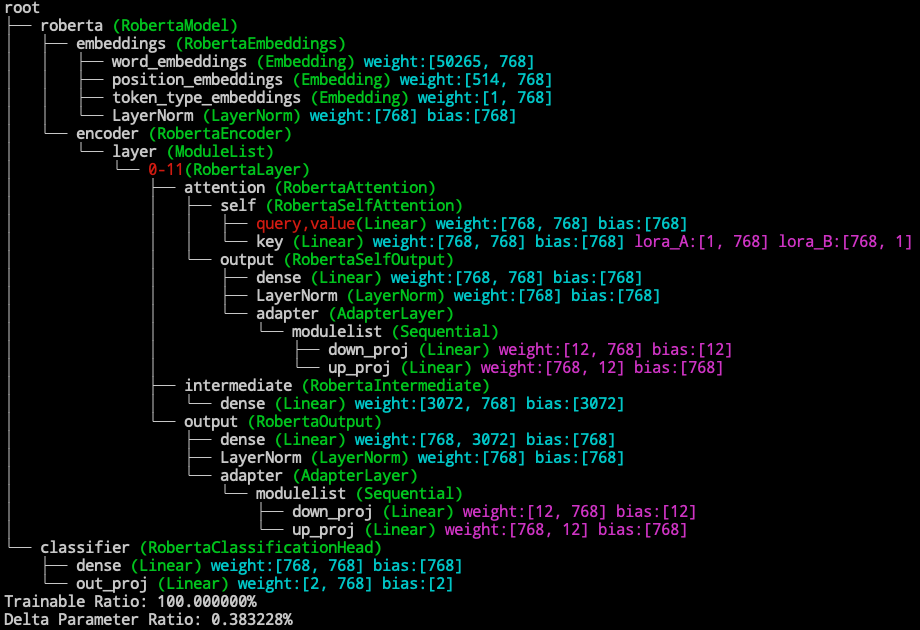 root
├── roberta (RobertaModel)
│   ├── embeddings (RobertaEmbeddings)
│   │   ├── word_embeddings (Embedding) weight:[50265, 768]
│   │   ├── position_embeddings (Embedding) weight:[514, 768]
│   │   ├── token_type_embeddings (Embedding) weight:[1, 768]
│   │   └── LayerNorm (LayerNorm) weight:[768] bias:[768]
│   └── encoder (RobertaEncoder)
│       └── layer (ModuleList)
│           └── 0-11(RobertaLayer)
│               ├── attention (RobertaAttention)
│               │   ├── self (RobertaSelfAttention)
│               │   │   ├── query,value(Linear) weight:[768, 768] bias:[768]
│               │   │   └── key (Linear) weight:[768, 768] bias:[768] lora_A:[1, 768] lora_B:[768, 1]
│               │   └── output (RobertaSelfOutput)
│               │       ├── dense (Linear) weight:[768, 768] bias:[768]
│               │       ├── LayerNorm (LayerNorm) weight:[768] bias:[768]
│               │       └── adapter (AdapterLayer)
│               │           └── modulelist (Sequential)
│               │               ├── down_proj (Linear) weight:[12, 768] bias:[12]
│               │               └── up_proj (Linear) weight:[768, 12] bias:[768]
│               ├── intermediate (RobertaIntermediate)
│               │   └── dense (Linear) weight:[3072, 768] bias:[3072]
│               └── output (RobertaOutput)
│                   ├── dense (Linear) weight:[768, 3072] bias:[768]
│                   ├── LayerNorm (LayerNorm) weight:[768] bias:[768]
│                   └── adapter (AdapterLayer)
│                       └── modulelist (Sequential)
│                           ├── down_proj (Linear) weight:[12, 768] bias:[12]
│                           └── up_proj (Linear) weight:[768, 12] bias:[768]
└── classifier (RobertaClassificationHead)
    ├── dense (Linear) weight:[768, 768] bias:[768]
    └── out_proj (Linear) weight:[2, 768] bias:[2]
Trainable Ratio: 100.000000%
Delta Parameter Ratio: 0.383228%